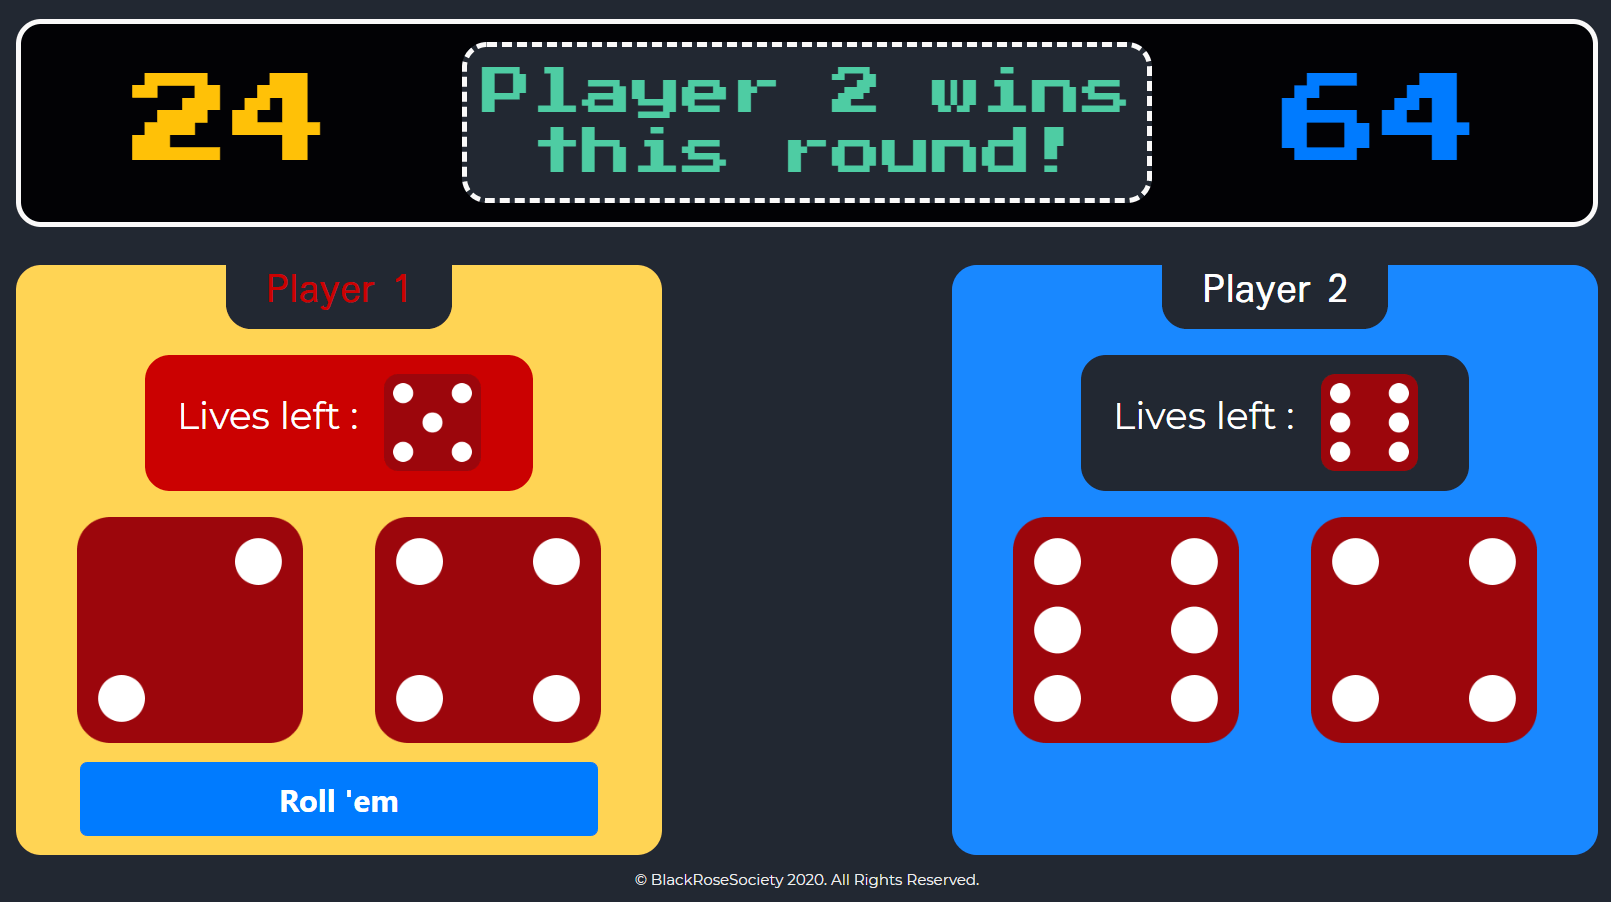 24
Player 2 wins
this round!
64
Player 1
Lives left :
Roll 'em
Player 2
Lives left :
© BlackRoseSociety 2020. All Rights Reserved.